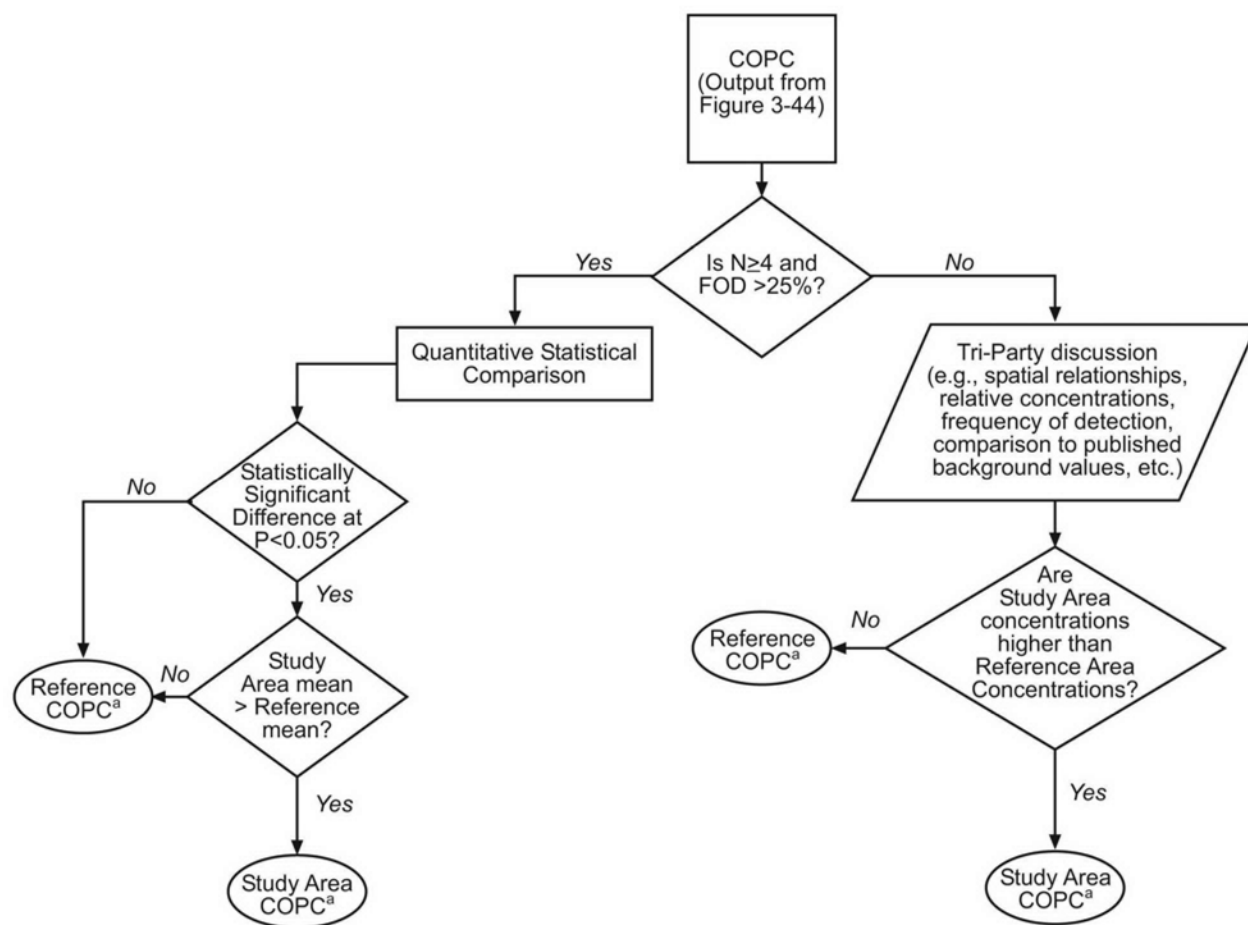 COPC
(Output from
Figure 3-44)
Yes
Is N≥4 and
FOD >25%?
No
Quantitative Statistical
Comparison
Tri-Party discussion
(e.g., spatial relationships,
relative concentrations,
frequency of detection,
comparison to published
background values, etc.)
No
Statistically
Significant
Difference at
P<0.05?
Yes
Reference
COPCª
No
Study
Area mean
> Reference
mean?
Yes
Study Area
COPCª
Are
Study Area
concentrations
higher than
Reference Area
Concentrations?
No
Reference
COPCª
Yes
Study Area
COPCª